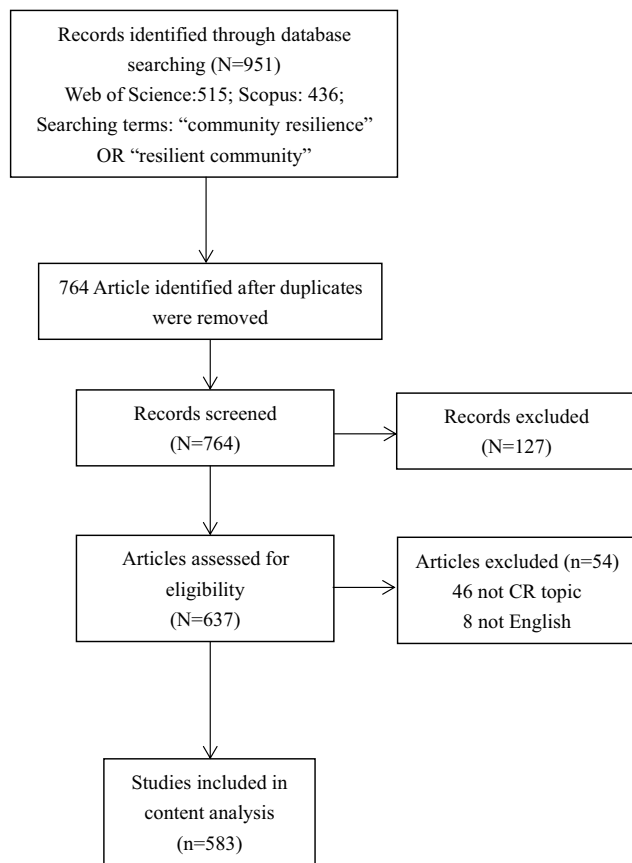 Records identified through database
searching (N=951)
Web of Science:515; Scopus: 436;
Searching terms: “community resilience”
OR “resilient community”
764 Article identified after duplicates
were removed
Records screened
(N=764)
Records excluded
(N=127)
Articles assessed for
eligibility
(N=637)
Articles excluded (n=54)
46 not CR topic
8 not English
Studies included in
content analysis
(n=583)